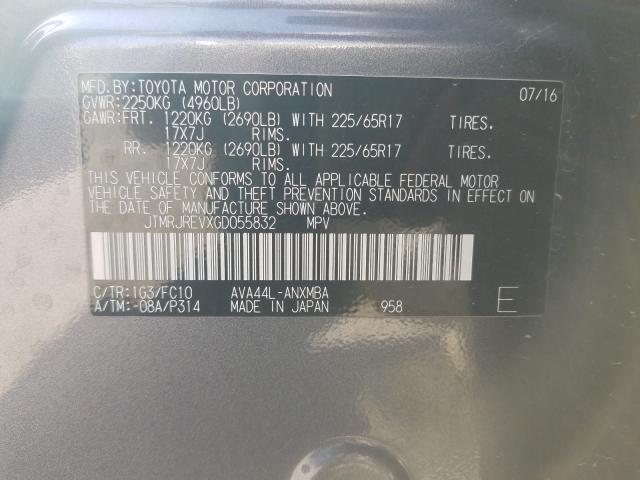 MFD.BY:TOYOTA MOTOR CORPORATION 07/16
GVWR:2250KG (4960LB)
GAWR:FRT. 1220KG (2690LB) WITH 225/65R17 TIRES.
17X7J RIMS.
RR. 1220KG (2690LB) WITH 225/65R17 TIRES.
17X7J RIMS.
THIS VEHICLE CONFORMS TO ALL APPLICABLE FEDERAL MOTOR
VEHICLE SAFETY AND THEFT PREVENTION STANDARDS IN EFFECT ON
THE DATE OF MANUFACTURE SHOWN ABOVE.
JTMRJREVXGD055832 MPV
C/TR:1G3/FC10 AVA44L-ANXMBA
A/TM:-08A/P314 MADE IN JAPAN 958 E